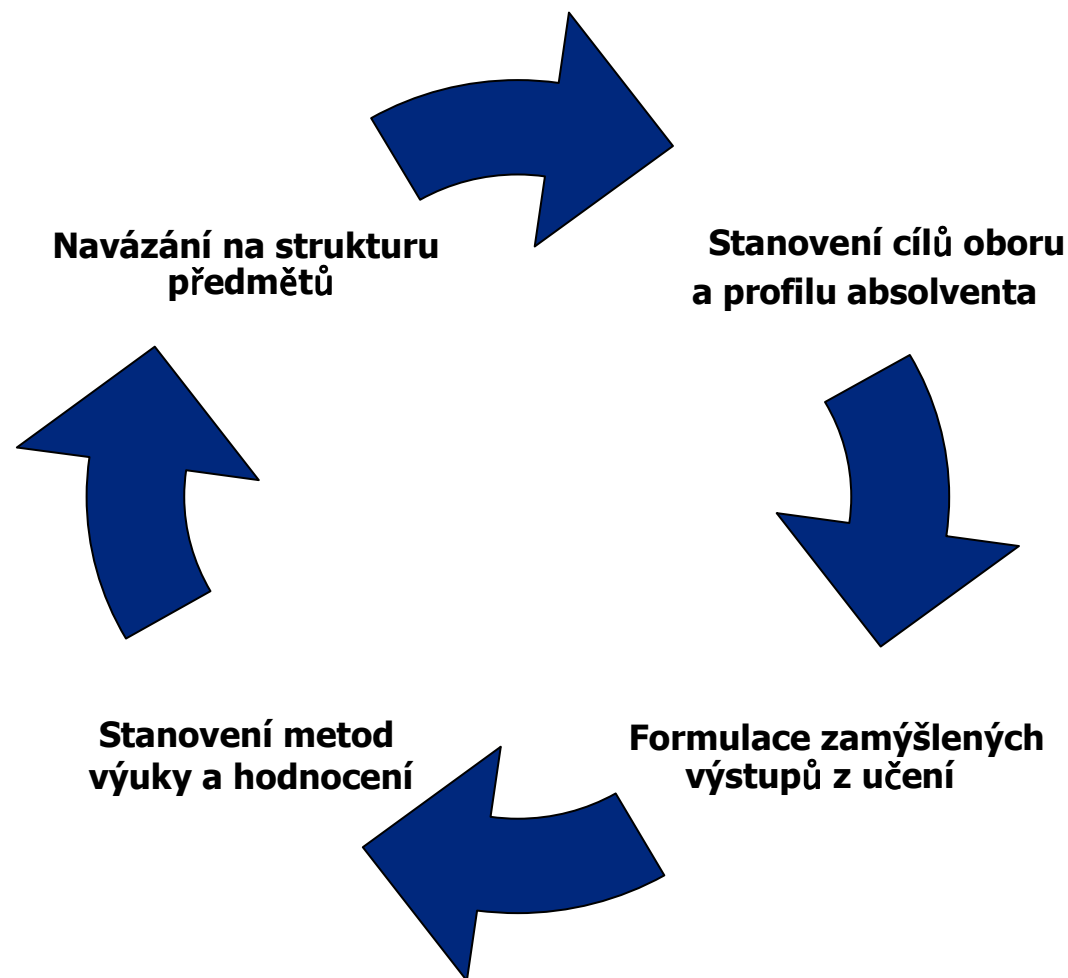 Navázání na strukturu
předmětů
Stanovení cílů oboru
a profilu absolventa
Stanovení metod
výuky a hodnocení
Formulace zamýšlených
výstupů z učení